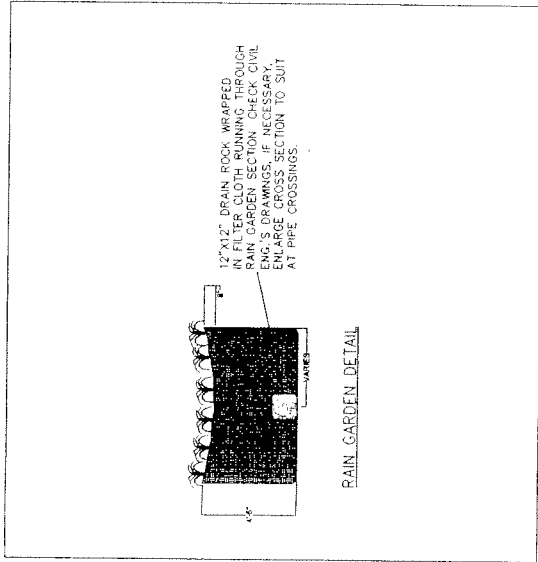 12"X12" DRAIN ROCK WRAPPED
IN FILTER CLOTH RUNNING THROUGH
RAIN GARDEN SECTION. CHECK CIVIL
ENG.'S DRAWINGS, IF NECESSARY,
ENLARGE CROSS SECTION TO SUIT
AT PIPE CROSSINGS.
VARIES
RAIN GARDEN DETAIL